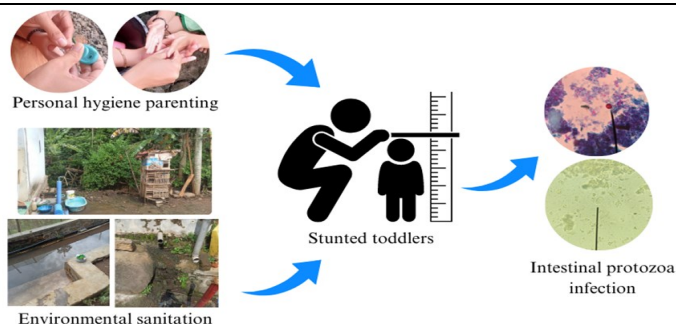 Personal hygiene parenting
Environmental sanitation
Stunted toddlers
Intestinal protozoa
infection